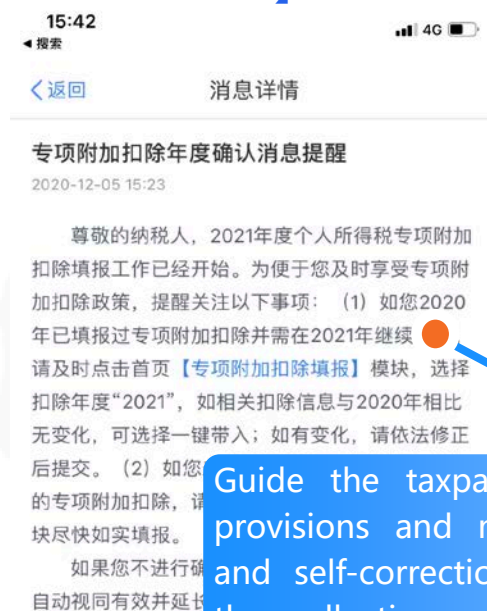 15:42
4G
搜索
返回
消息详情
专项附加扣除年度确认消息提醒
2020-12-05 15:23
尊敬的纳税人，2021年度个人所得税专项附加
扣除填报工作已经开始。为便于您及时享受专项附
加扣除政策，提醒关注以下事项：（1）如您2020
年已填报过专项附加扣除并需在2021年继续
请及时点击首页【专项附加扣除填报】模块，选择
扣除年度“2021”，如相关扣除信息与2020年相比
无变化，可选择一键带入；如有变化，请依法修正
后提交。（2）如您
的专项附加扣除，请
块尽快如实填报。
如果您不进行确
自动视同有效并延长
Guide the
provisions and
and